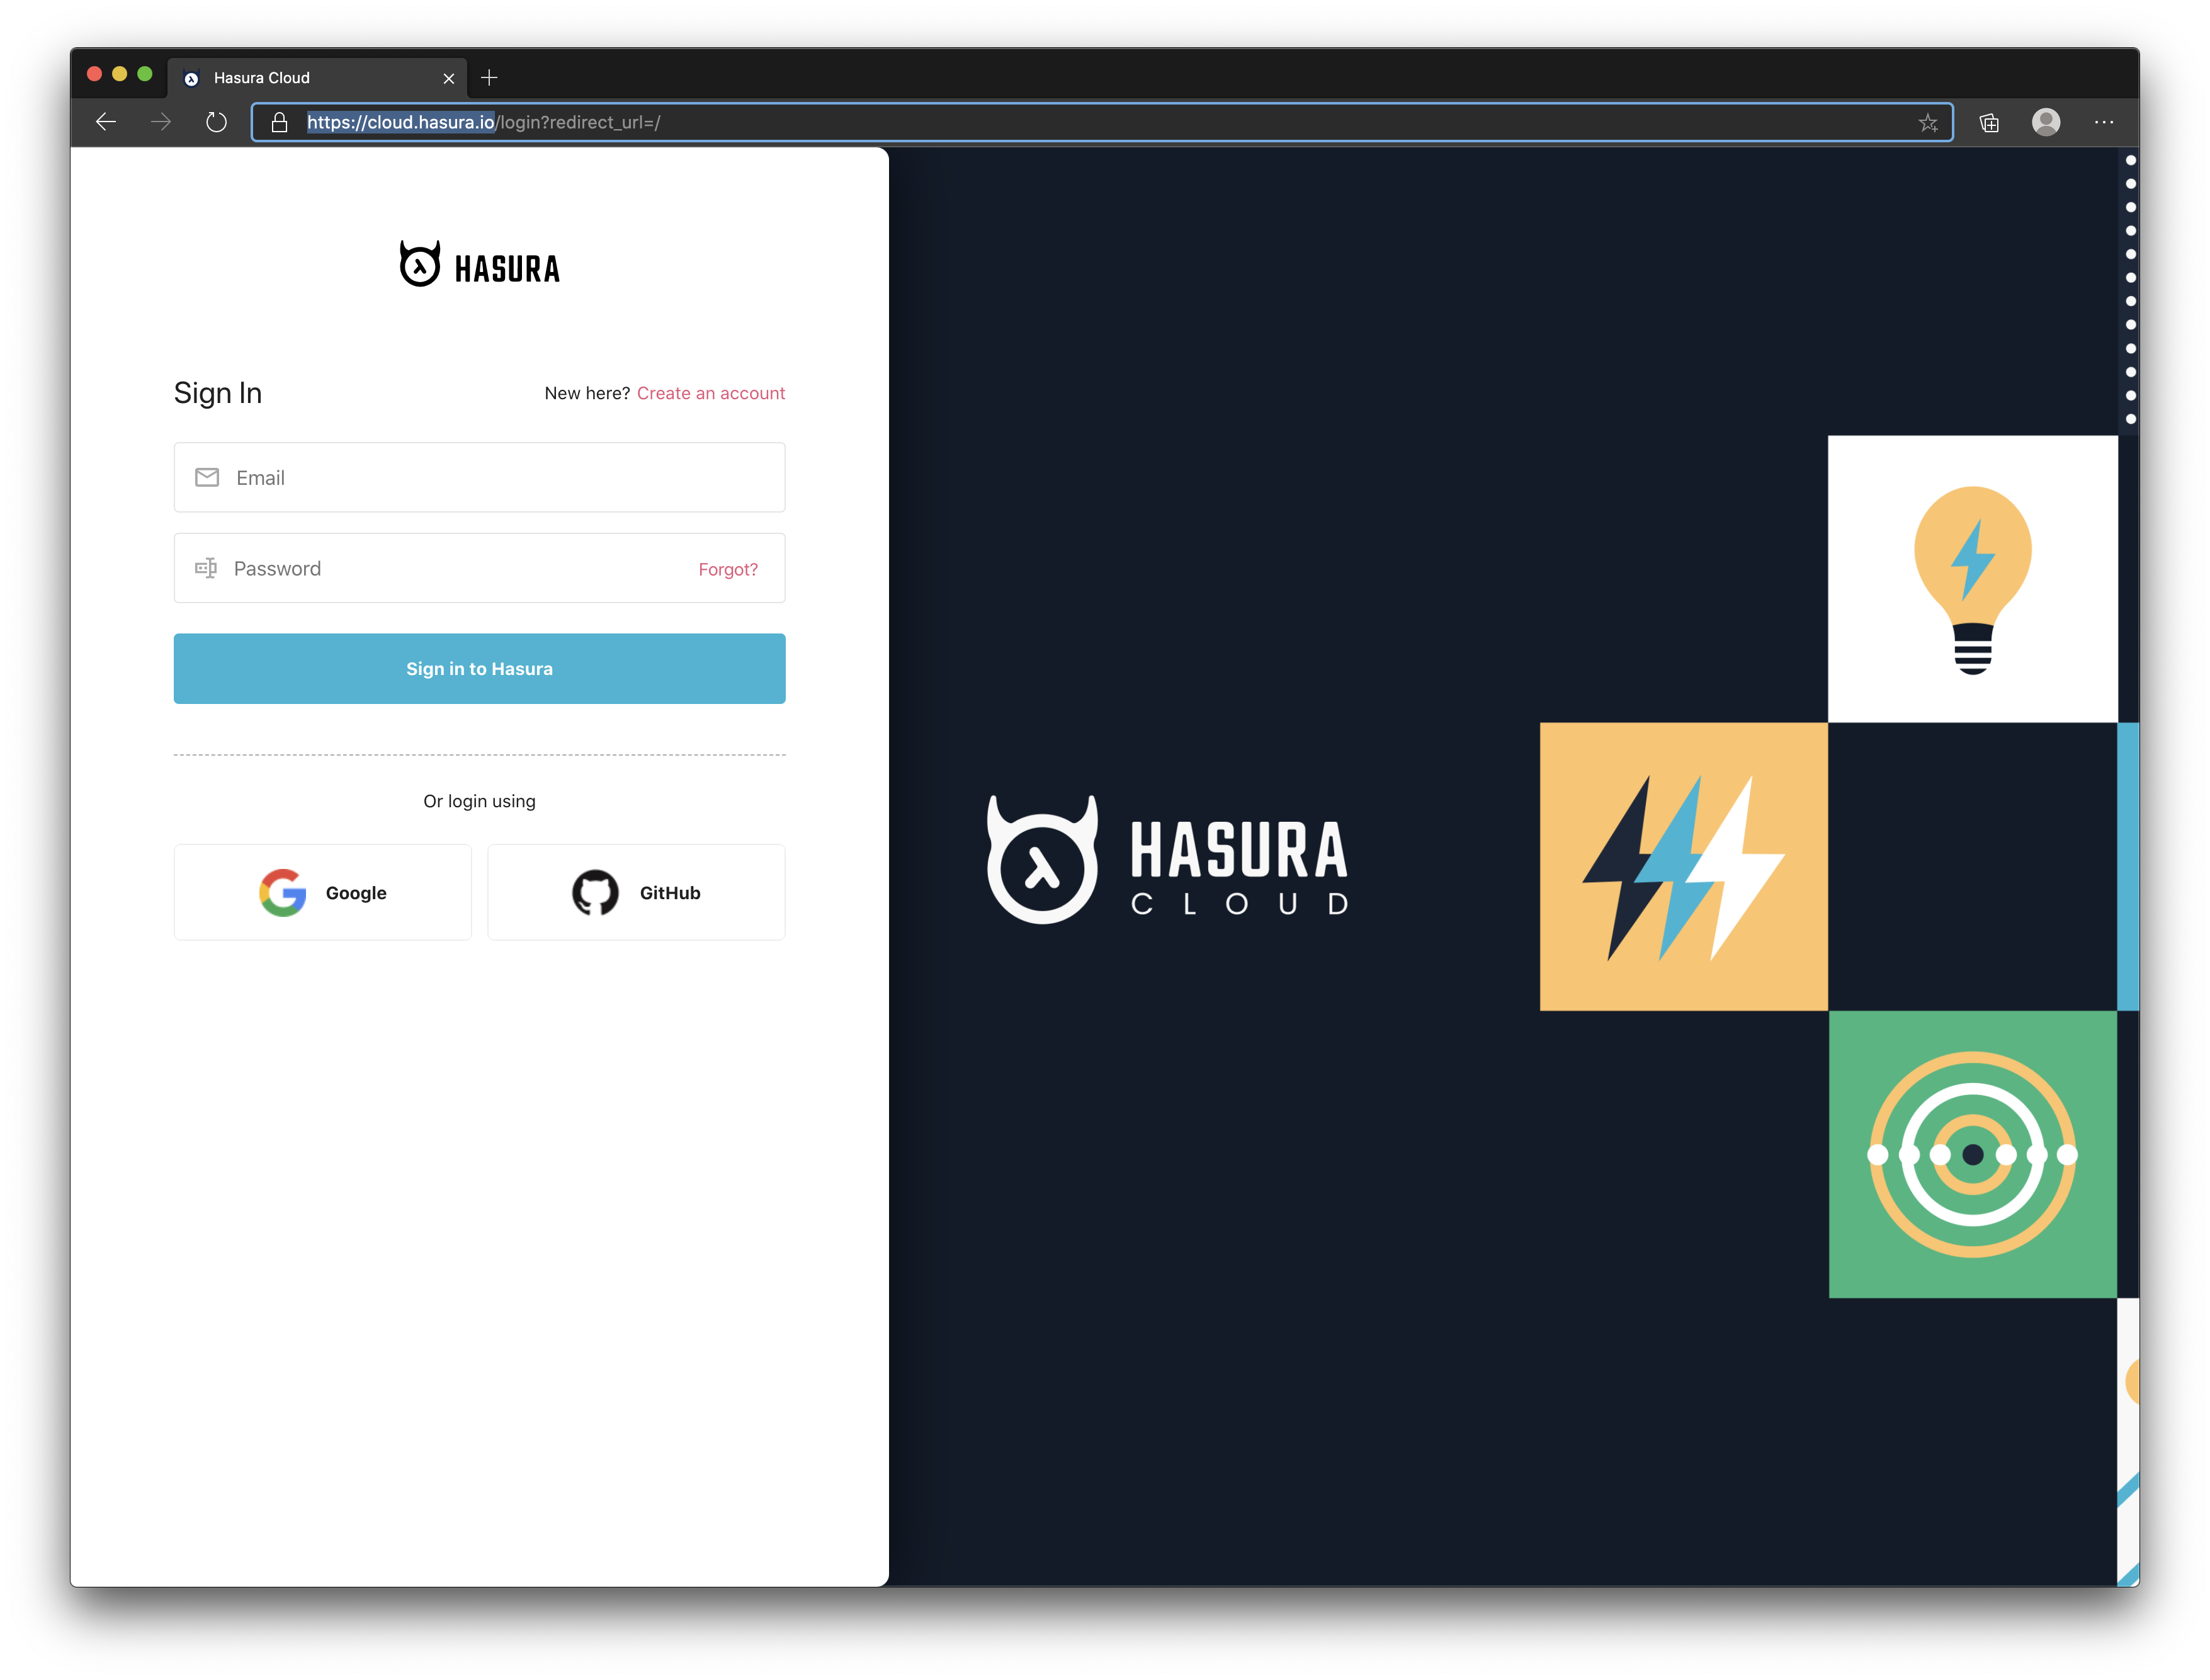 Hasura Cloud
https://cloud.hasura.io/login?redirect_url=/
HASURA
Sign In
New here? Create an account
Email
Password
Forgot?
Sign in to Hasura
Or login using
Google
GitHub
HASURA
CLOUD